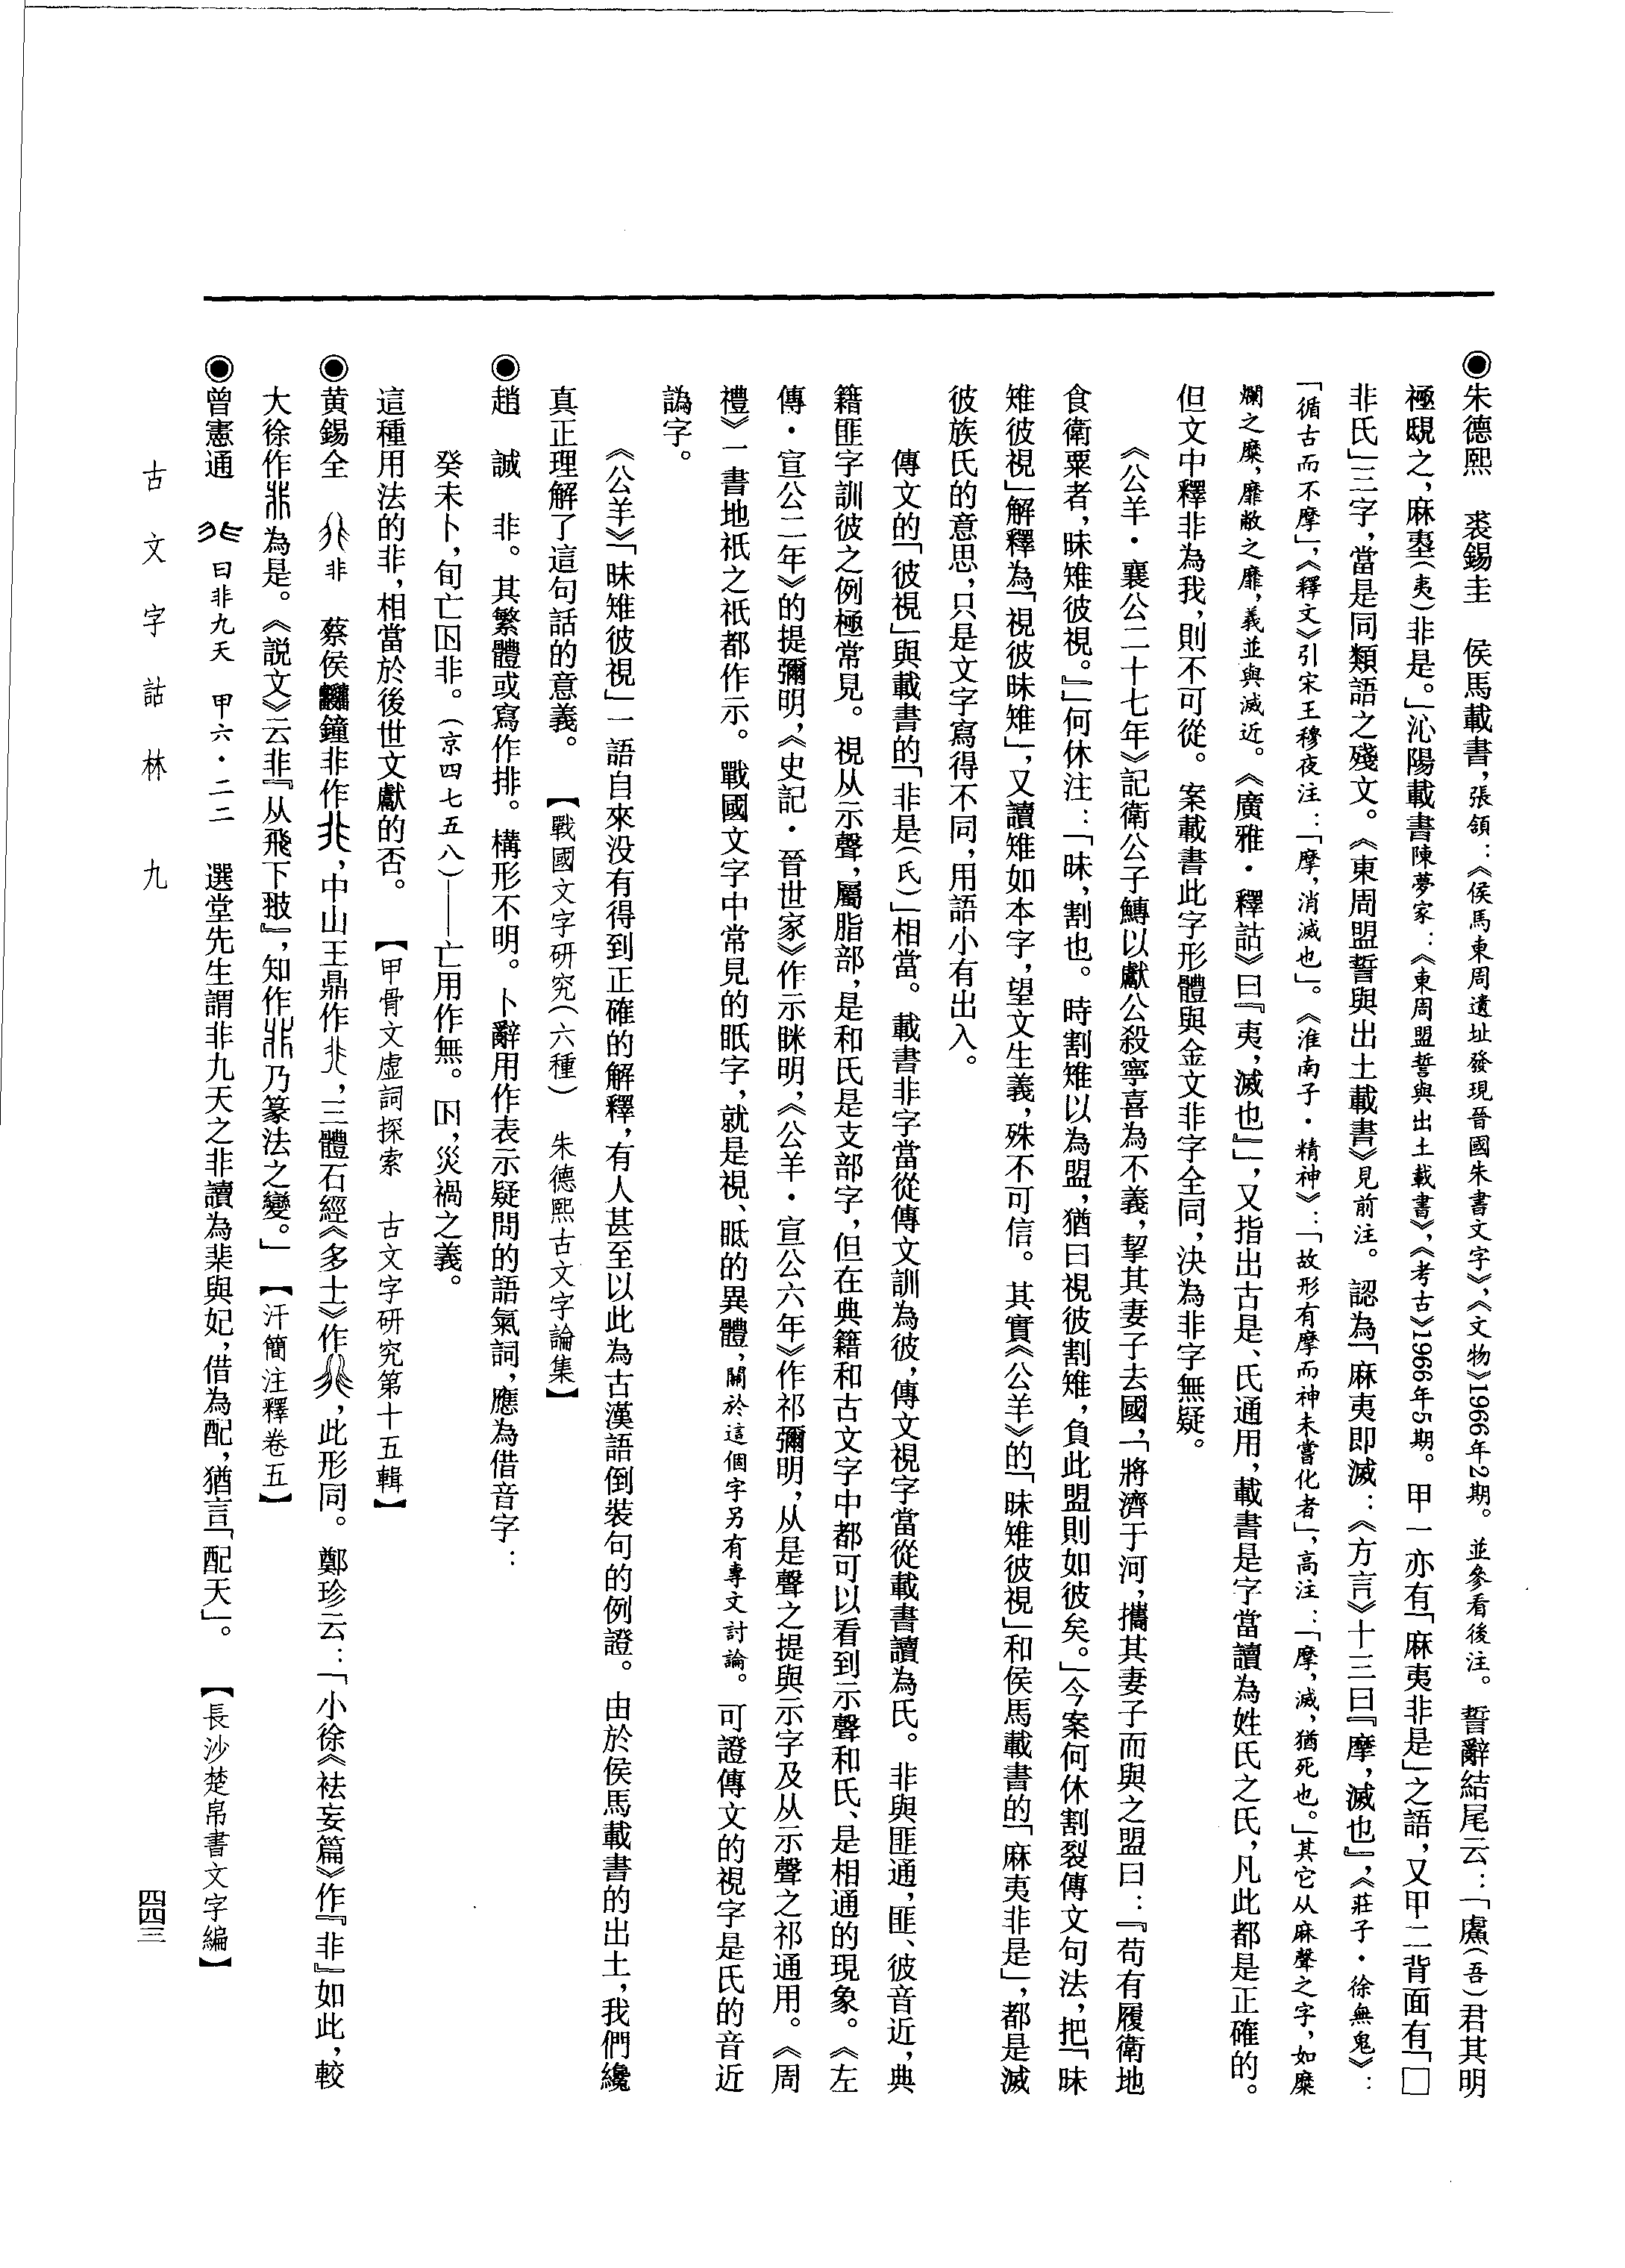 ◉朱德熙　裘錫圭　侯馬載書，張頷：《侯馬東周遺址發現晉國朱書文字》，《文物》1966年2期。並參看後注。誓辭結尾云：「𠫤（吾）君其明
極覞之，麻㙠（夷）非是。」沁陽載書陳夢家：《東周盟誓與出土載書》，《考古》1966年5期。甲一亦有「麻夷非是」之語，又甲二背面有「□
非氏」三字，當是同類語之殘文。《東周盟誓與出土載書》見前注。認為「麻夷即滅：《方言》十三曰『摩，滅也』，《莊子·徐無鬼》：
「循古而不摩」，《釋文》引宋王穆夜注：「摩，消滅也」。《淮南子·精神》：「故形有摩而神未嘗化者」，高注：「摩，滅，猶死也。」其它从麻聲之字，如糜
爛之糜，靡敝之靡，義並與滅近。《廣雅·釋詁》曰『夷，滅也』」，又指出古是、氏通用，載書是字當讀為姓氏之氏，凡此都是正確的。
但文中釋非為我，則不可從。案載書此字形體與金文非字全同，決為非字無疑。
《公羊·襄公二十七年》記衛公子鱄以獻公殺寧喜為不義，挈其妻子去國，「將濟于河，攜其妻子而與之盟曰：『苟有履衛地
食衛粟者，昧雉彼視。』」何休注：「昧，割也。時割雉以為盟，猶曰視彼割雉，負此盟則如彼矣。」今案何休割裂傳文句法，把「昧
雉彼視」解釋為「視彼昧雉」，又讀雉如本字，望文生義，殊不可信。其實《公羊》的「昧雉彼視」和侯馬載書的「麻夷非是」，都是滅
彼族氏的意思，只是文字寫得不同，用語小有出入。
傳文的「彼視」與載書的「非是（氏）」相當。載書非字當從傳文訓為彼，傳文視字當從載書讀為氏。非與匪通，匪、彼音近，典
籍匪字訓彼之例極常見。視从示聲，屬脂部，是和氏是支部字，但在典籍和古文字中都可以看到示聲和氏、是相通的現象。《左
傳·宣公二年》的提彌明，《史記·晉世家》作示眯明，《公羊·宣公六年》作祁彌明，从是聲之提與示字及从示聲之祁通用。《周
禮》一書地祇之祇都作示。戰國文字中常見的眂字，就是視、眡的異體，關於這個字另有專文討論。可證傳文的視字是氏的音近
譌字。
《公羊》「昧雉彼視」一語自來没有得到正確的解釋，有人甚至以此為古漢語倒裝句的例證。由於侯馬載書的出土，我們纔
真正理解了這句話的意義。【戰國文字研究（六種）　朱德熙古文字論集】
◉趙　誠　非。其繁體或寫作排。構形不明。卜辭用作表示疑問的語氣詞，應為借音字：
癸未卜，旬亡𡆥非。（京四七五八）——亡用作無。𡆥，災禍之義。
這種用法的非，相當於後世文獻的否。【甲骨文虛詞探索　古文字研究第十五輯】
◉黄錫全　非　蔡侯鐘非作，中山王鼎作，三體石經《多士》作，此形同。鄭珍云：「小徐《袪妄篇》作『非』如此，較
大徐作為是。《説文》云非『从飛下翄』，知作乃篆法之變。」【汗簡注釋卷五】
◉曾憲通　曰非九天　甲六·二二　選堂先生謂非九天之非讀為棐與妃，借為配，猶言「配天」。【長沙楚帛書文字編】
古文字詁林　九
四四三